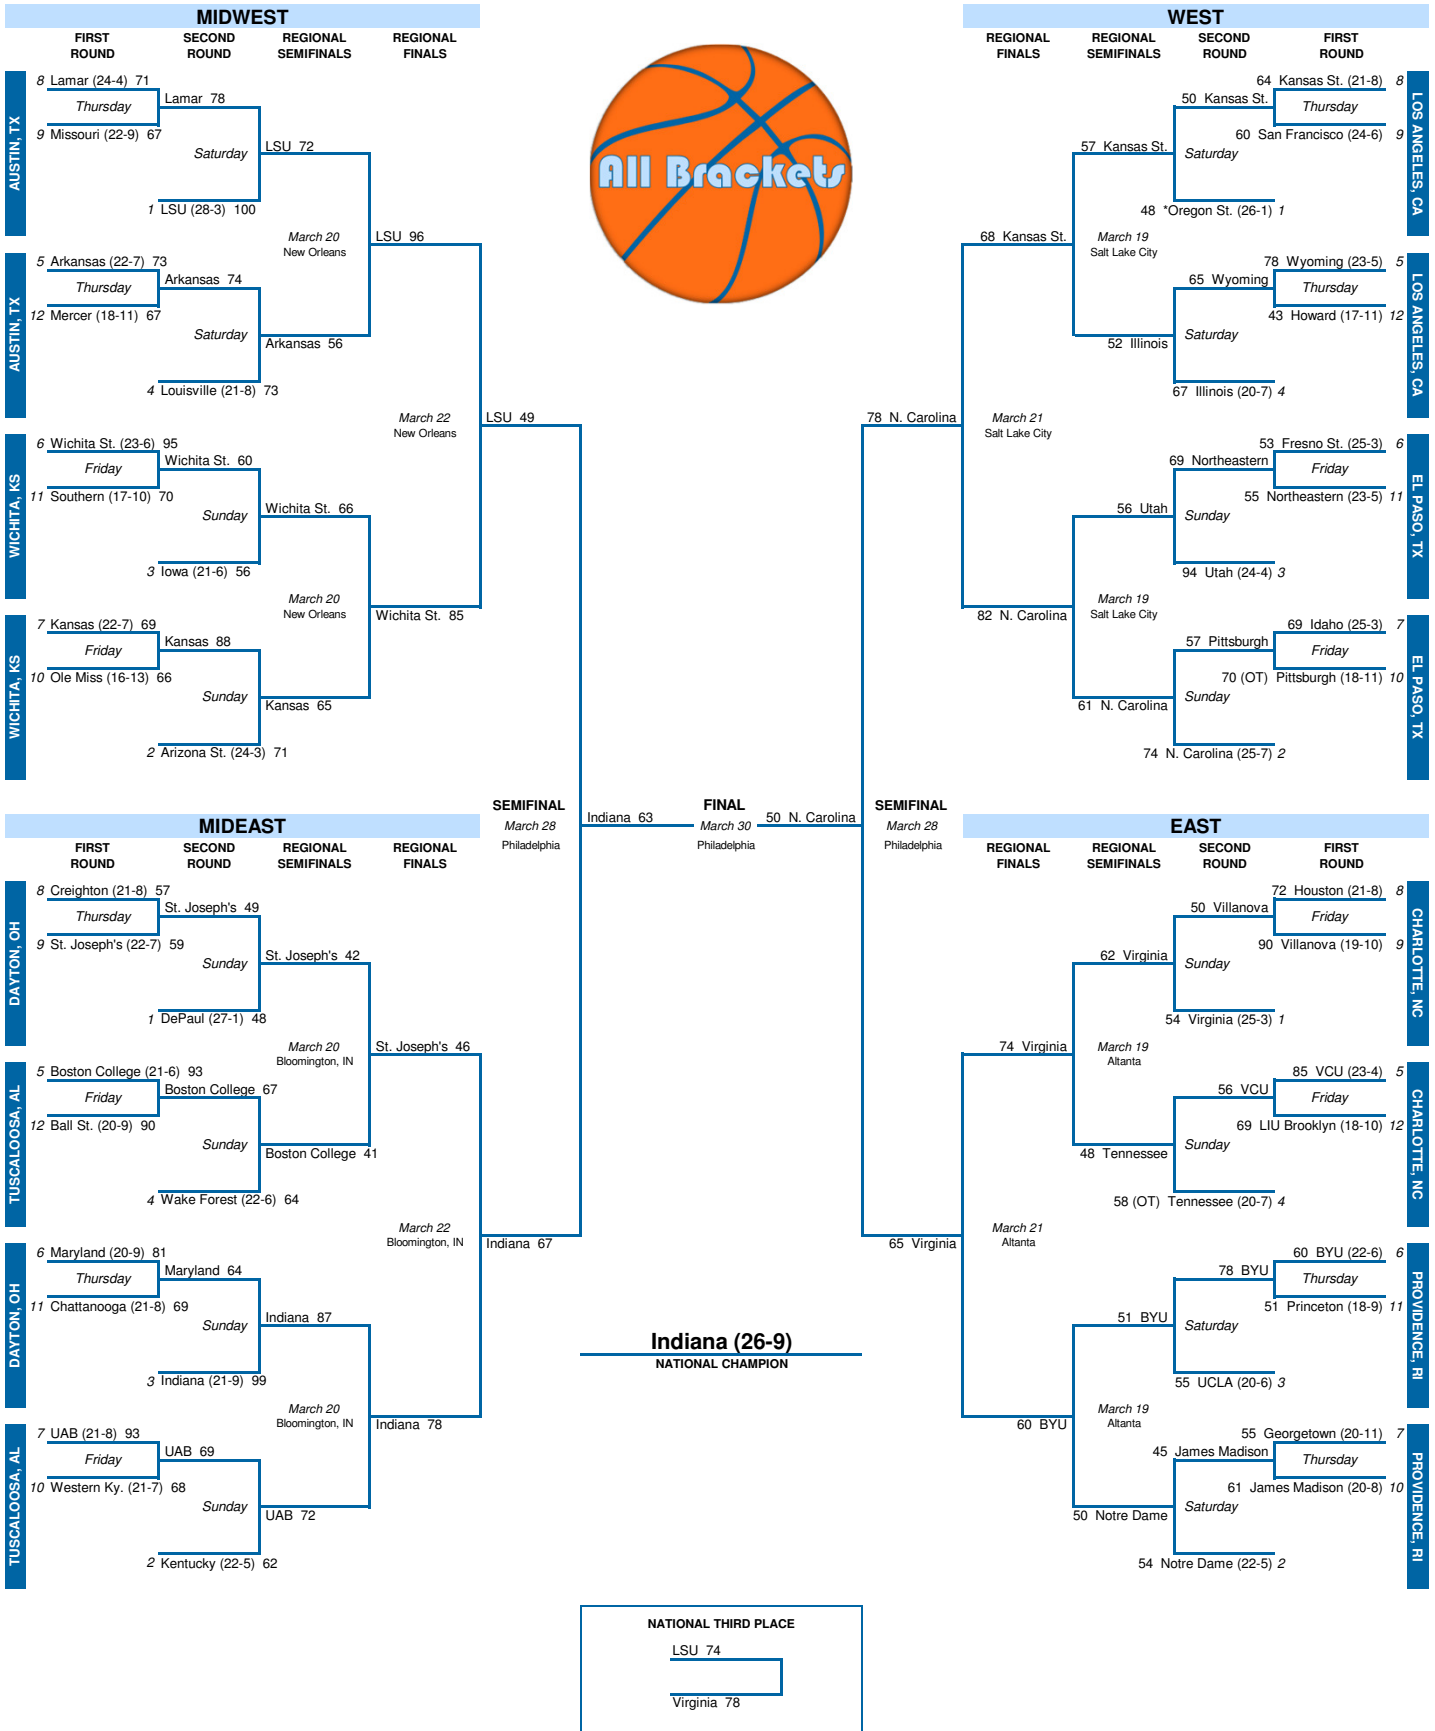 MIDWEST
FIRST ROUND
SECOND ROUND
REGIONAL SEMIFINALS
REGIONAL FINALS
AUSTIN, TX
8 Lamar (24-4) 71
Thursday
9 Missouri (22-9) 67
Lamar 78
Saturday
1 LSU (28-3) 100
LSU 72
AUSTIN, TX
5 Arkansas (22-7) 73
Thursday
12 Mercer (18-11) 67
Arkansas 74
Saturday
4 Louisville (21-8) 73
Arkansas 56
March 20
New Orleans
LSU 96
WICHITA, KS
6 Wichita St. (23-6) 95
Friday
11 Southern (17-10) 70
Wichita St. 60
Sunday
3 Iowa (21-6) 56
Wichita St. 66
WICHITA, KS
7 Kansas (22-7) 69
Friday
10 Ole Miss (16-13) 66
Kansas 88
Sunday
2 Arizona St. (24-3) 71
Kansas 65
March 20
New Orleans
Wichita St. 85
March 22
New Orleans
LSU 49
All Brackets
WEST
REGIONAL FINALS
REGIONAL SEMIFINALS
SECOND ROUND
FIRST ROUND
LOS ANGELES, CA
64 Kansas St. (21-8) 8
Thursday
60 San Francisco (24-6) 9
50 Kansas St.
Saturday
48 *Oregon St. (26-1) 1
57 Kansas St.
LOS ANGELES, CA
78 Wyoming (23-5) 5
Thursday
43 Howard (17-11) 12
65 Wyoming
Saturday
67 Illinois (20-7) 4
52 Illinois
March 19
Salt Lake City
68 Kansas St.
EL PASO, TX
53 Fresno St. (25-3) 6
Friday
55 Northeastern (23-5) 11
69 Northeastern
Sunday
94 Utah (24-4) 3
56 Utah
EL PASO, TX
69 Idaho (25-3) 7
Friday
70 (OT) Pittsburgh (18-11) 10
57 Pittsburgh
Sunday
74 N. Carolina (25-7) 2
61 N. Carolina
March 19
Salt Lake City
82 N. Carolina
March 21
Salt Lake City
78 N. Carolina
SEMIFINAL
March 28
Philadelphia
Indiana 63
FINAL
March 30
Philadelphia
50 N. Carolina
SEMIFINAL
March 28
Philadelphia
MIDEAST
FIRST ROUND
SECOND ROUND
REGIONAL SEMIFINALS
REGIONAL FINALS
DAYTON, OH
8 Creighton (21-8) 57
Thursday
9 St. Joseph's (22-7) 59
St. Joseph's 49
Sunday
1 DePaul (27-1) 48
St. Joseph's 42
TUSCALOOSA, AL
5 Boston College (21-6) 93
Friday
12 Ball St. (20-9) 90
Boston College 67
Sunday
4 Wake Forest (22-6) 64
Boston College 41
March 20
Bloomington, IN
St. Joseph's 46
DAYTON, OH
6 Maryland (20-9) 81
Thursday
11 Chattanooga (21-8) 69
Maryland 64
Sunday
3 Indiana (21-9) 99
Indiana 87
TUSCALOOSA, AL
7 UAB (21-8) 93
Friday
10 Western Ky. (21-7) 68
UAB 69
Sunday
2 Kentucky (22-5) 62
UAB 72
March 20
Bloomington, IN
Indiana 78
March 22
Bloomington, IN
Indiana 67
Indiana (26-9)
NATIONAL CHAMPION
EAST
REGIONAL FINALS
REGIONAL SEMIFINALS
SECOND ROUND
FIRST ROUND
CHARLOTTE, NC
72 Houston (21-8) 8
Friday
90 Villanova (19-10) 9
50 Villanova
Sunday
54 Virginia (25-3) 1
62 Virginia
CHARLOTTE, NC
85 VCU (23-4) 5
Friday
69 LIU Brooklyn (18-10) 12
56 VCU
Sunday
58 (OT) Tennessee (20-7) 4
48 Tennessee
March 19
Altanta
74 Virginia
PROVIDENCE, RI
60 BYU (22-6) 6
Thursday
51 Princeton (18-9) 11
78 BYU
Saturday
55 UCLA (20-6) 3
51 BYU
PROVIDENCE, RI
55 Georgetown (20-11) 7
Thursday
61 James Madison (20-8) 10
45 James Madison
Saturday
54 Notre Dame (22-5) 2
50 Notre Dame
March 19
Altanta
60 BYU
March 21
Altanta
65 Virginia
NATIONAL THIRD PLACE
LSU 74
Virginia 78